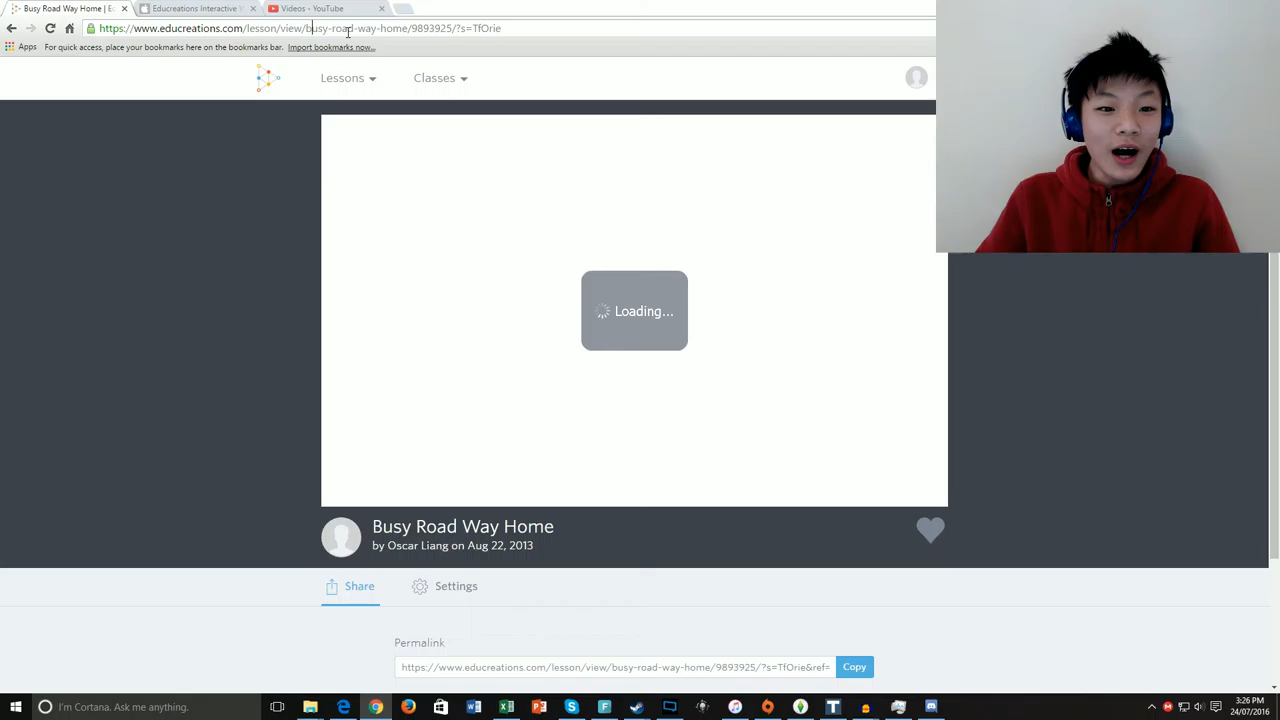 Busy Road Way Home | E
Educreations Interactive
Videos - YouTube
https://www.educreations.com/lesson/view/busy-road-way-home/9893925/?s=TfOrie
Apps For quick access, place your bookmarks here on the bookmarks bar. Import bookmarks now...
Lessons Classes
Loading...
Busy Road Way Home
by Oscar Liang on Aug 22, 2013
Share Settings
Permalink
https://www.educreations.com/lesson/view/busy-road-way-home/9893925/?s=TfOrie&ref=
Copy
I'm Cortana. Ask me anything.
3:26 PM
24/07/2016